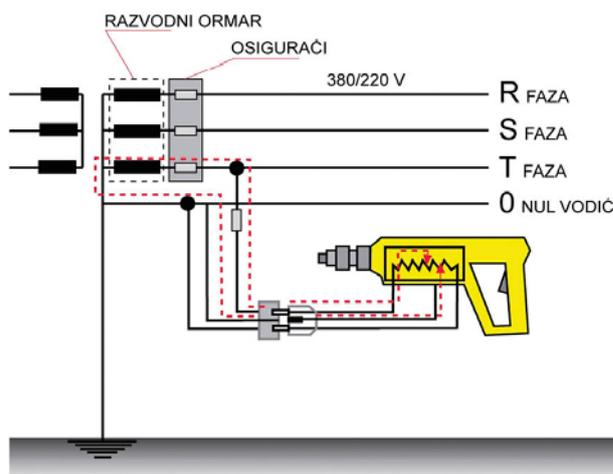 RAZVODNI ORMAR
OSIGURAČI
380/220 V
R FAZA
S FAZA
T FAZA
0 NUL VODIČ